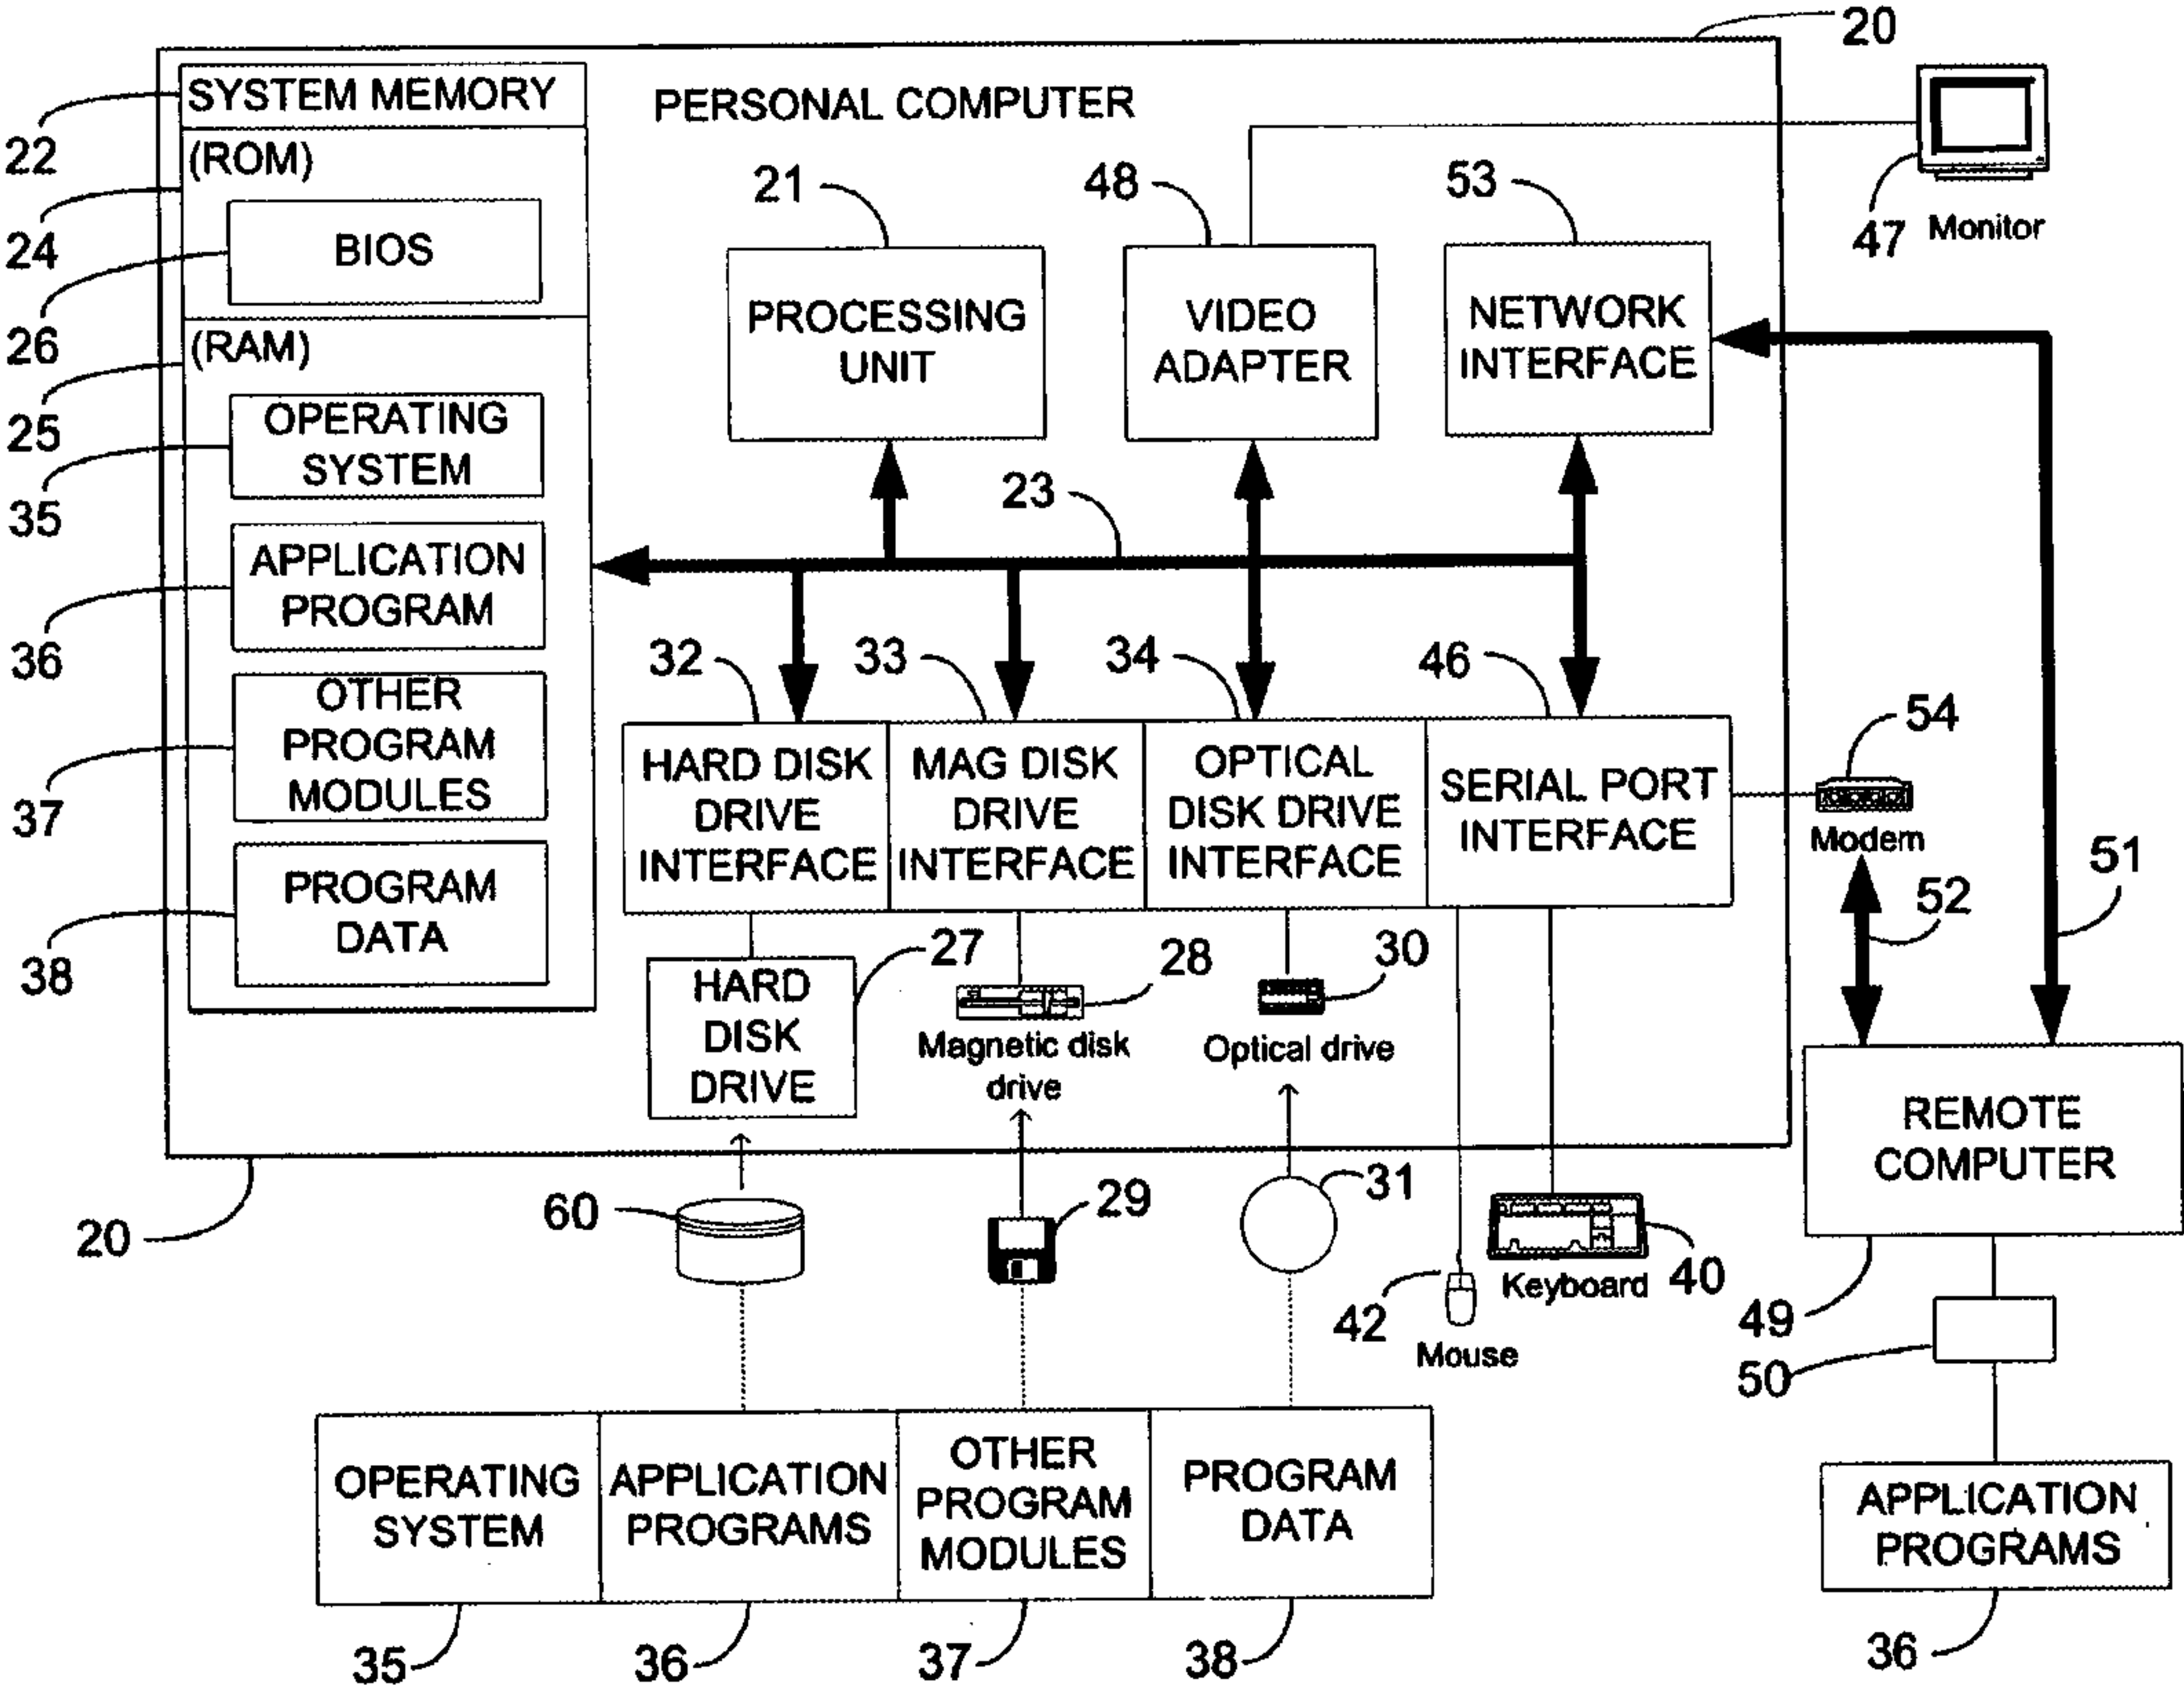 20
SYSTEM MEMORY
PERSONAL COMPUTER
22
(ROM)
24
BIOS
26
(RAM)
25
OPERATING
SYSTEM
35
APPLICATION
PROGRAM
36
OTHER
PROGRAM
MODULES
37
PROGRAM
DATA
38
21
48
53
47
Monitor
PROCESSING
UNIT
VIDEO
ADAPTER
NETWORK
INTERFACE
23
32
33
34
46
HARD DISK
DRIVE
INTERFACE
MAG DISK
DRIVE
INTERFACE
OPTICAL
DISK DRIVE
INTERFACE
SERIAL PORT
INTERFACE
54
Modem
52
51
27
HARD
DISK
DRIVE
28
Magnetic disk
drive
30
Optical drive
REMOTE
COMPUTER
20
60
29
31
42
Mouse
Keyboard
40
49
50
OPERATING
SYSTEM
APPLICATION
PROGRAMS
OTHER
PROGRAM
MODULES
PROGRAM
DATA
APPLICATION
PROGRAMS
35
36
37
38
36